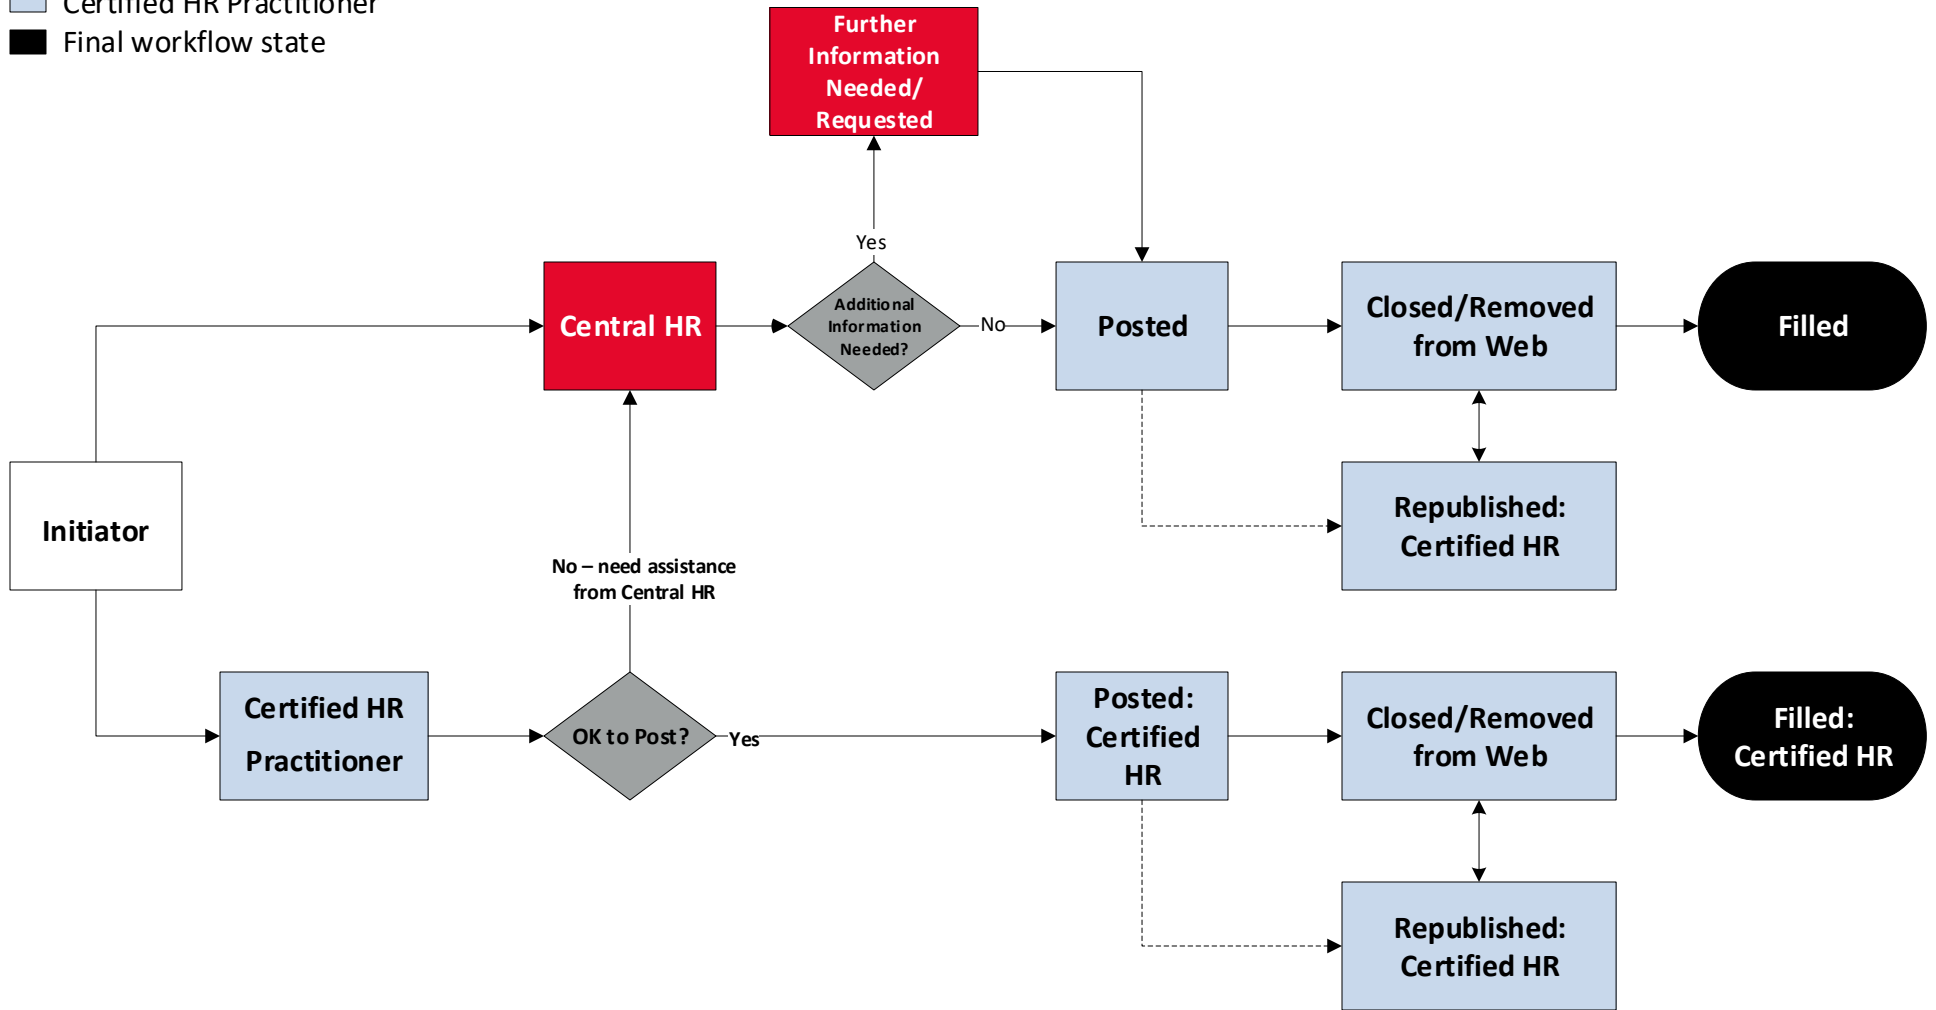 Certified HR Practitioner
Final workflow state
Further
Information
Needed/
Requested
Yes
Central HR
Additional
Information
Needed?
No
Posted
Closed/Removed
from Web
Filled
Initiator
Republished:
Certified HR
No – need assistance
from Central HR
Certified HR
Practitioner
OK to Post?
Yes
Posted:
Certified
HR
Closed/Removed
from Web
Filled:
Certified HR
Republished:
Certified HR